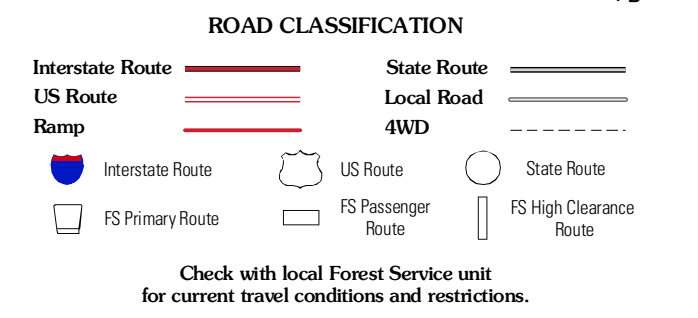 ROAD CLASSIFICATION
Interstate Route
State Route
US Route
Local Road
Ramp
4WD
Interstate Route
US Route
State Route
FS Primary Route
FS Passenger
Route
FS High Clearance
Route
Check with local Forest Service unit
for current travel conditions and restrictions.